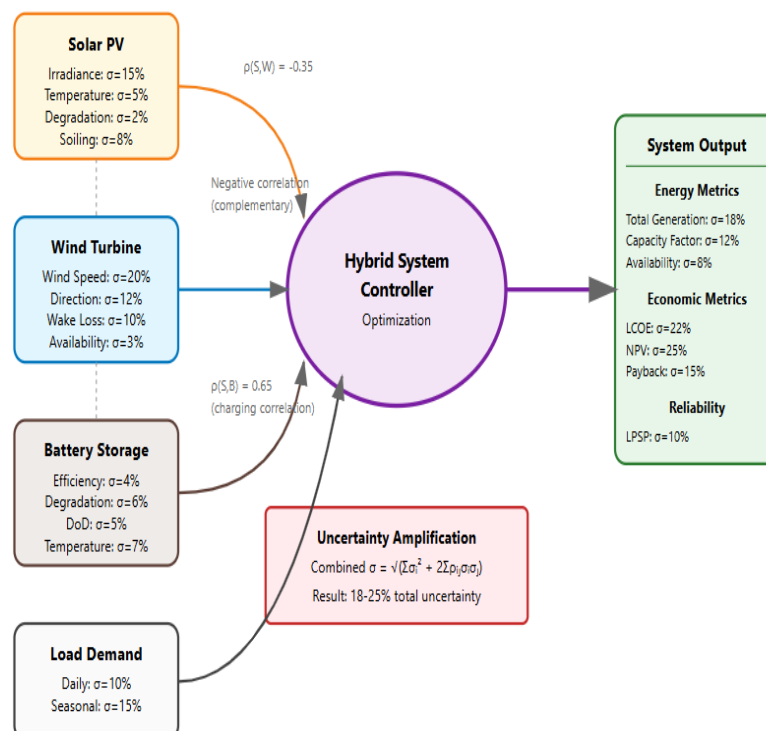 Solar PV
Irradiance: σ=15%
Temperature: σ=5%
Degradation: σ=2%
Soiling: σ=8%
ρ(S,W) = -0.35
Negative correlation
(complementary)
Wind Turbine
Wind Speed: σ=20%
Direction: σ=12%
Wake Loss: σ=10%
Availability: σ=3%
ρ(S,B) = 0.65
(charging correlation)
Battery Storage
Efficiency: σ=4%
Degradation: σ=6%
DoD: σ=5%
Temperature: σ=7%
Load Demand
Daily: σ=10%
Seasonal: σ=15%
Hybrid System
Controller
Optimization
Uncertainty Amplification
Combined σ = √(Σσᵢ² + 2Σρᵢⱼσᵢσⱼ)
Result: 18-25% total uncertainty
System Output
Energy Metrics
Total Generation: σ=18%
Capacity Factor: σ=12%
Availability: σ=8%
Economic Metrics
LCOE: σ=22%
NPV: σ=25%
Payback: σ=15%
Reliability
LPSP: σ=10%